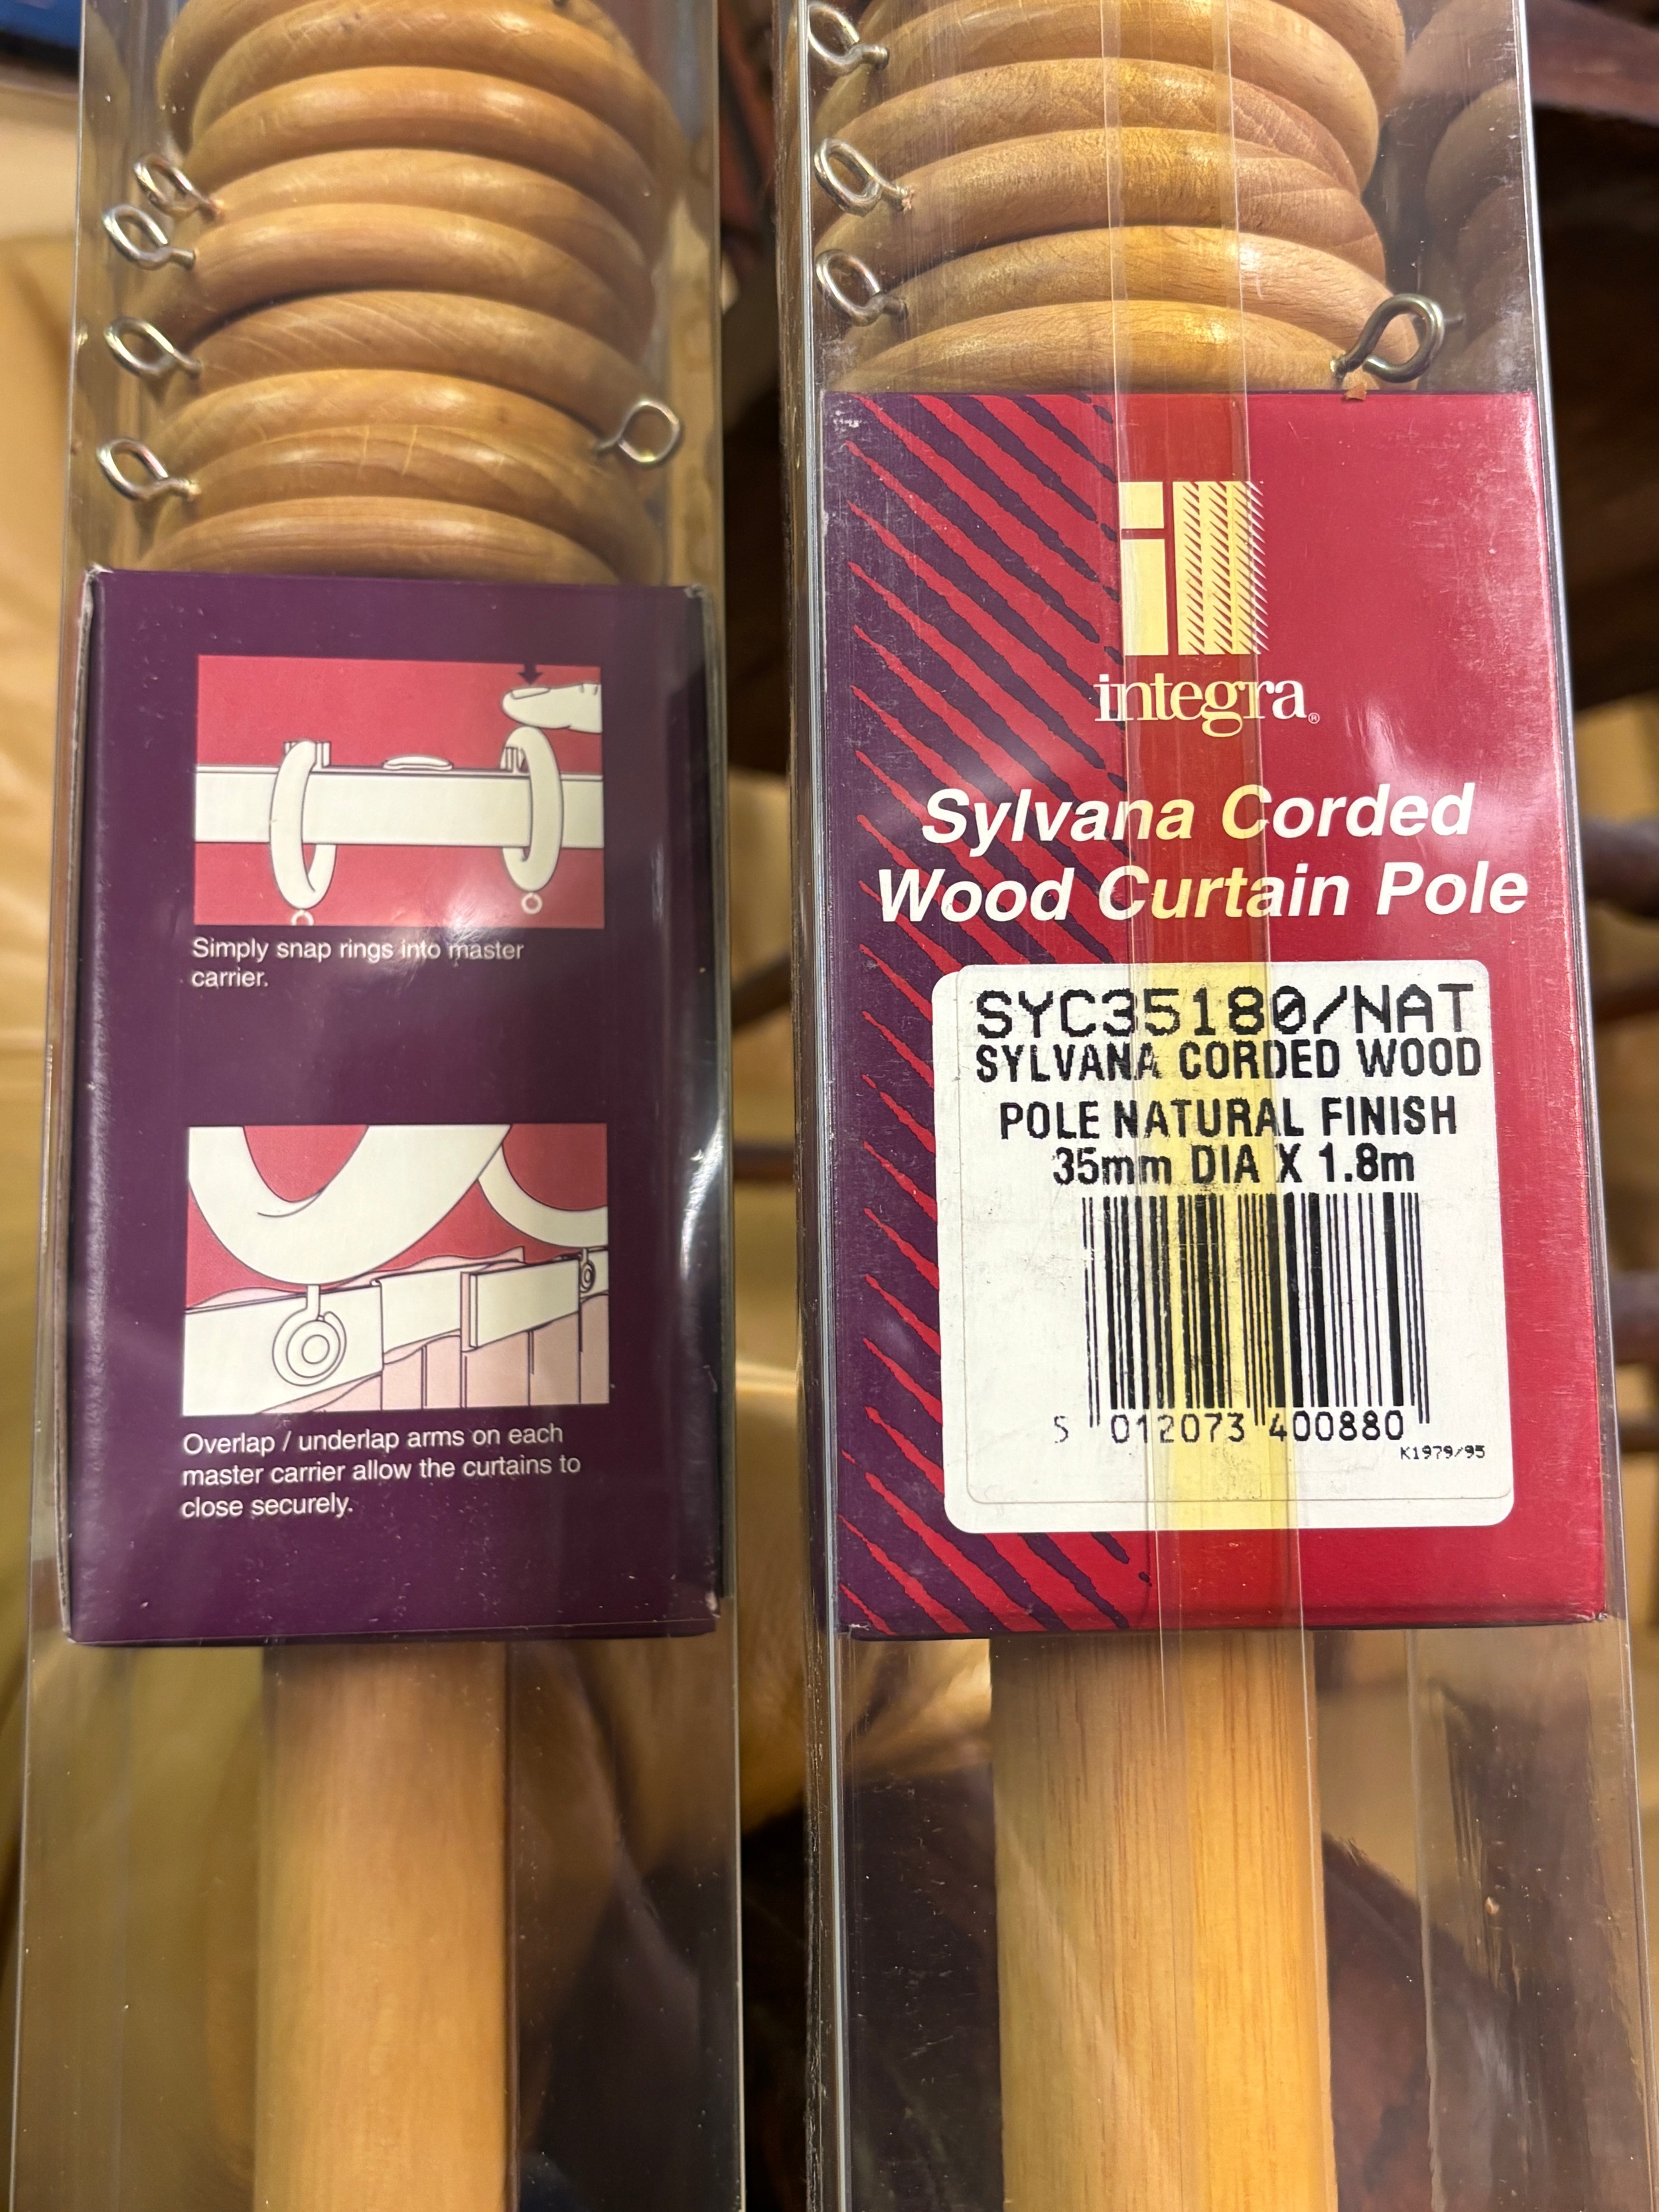 Simply snap rings into master
carrier.
Overlap / underlap arms on each
master carrier allow the curtains to
close securely.
integra®
Sylvana Corded
Wood Curtain Pole
SYC35180/NAT
SYLVANA CORDED WOOD
POLE NATURAL FINISH
35mm DIA X 1.8m
5 012073 400880
K1979/95